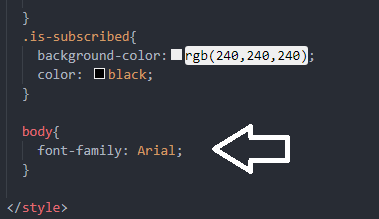 }
.is-subscribed{
background-color: rgb(240,240,240);
color: black;
}
body{
font-family: Arial;
}
</style>